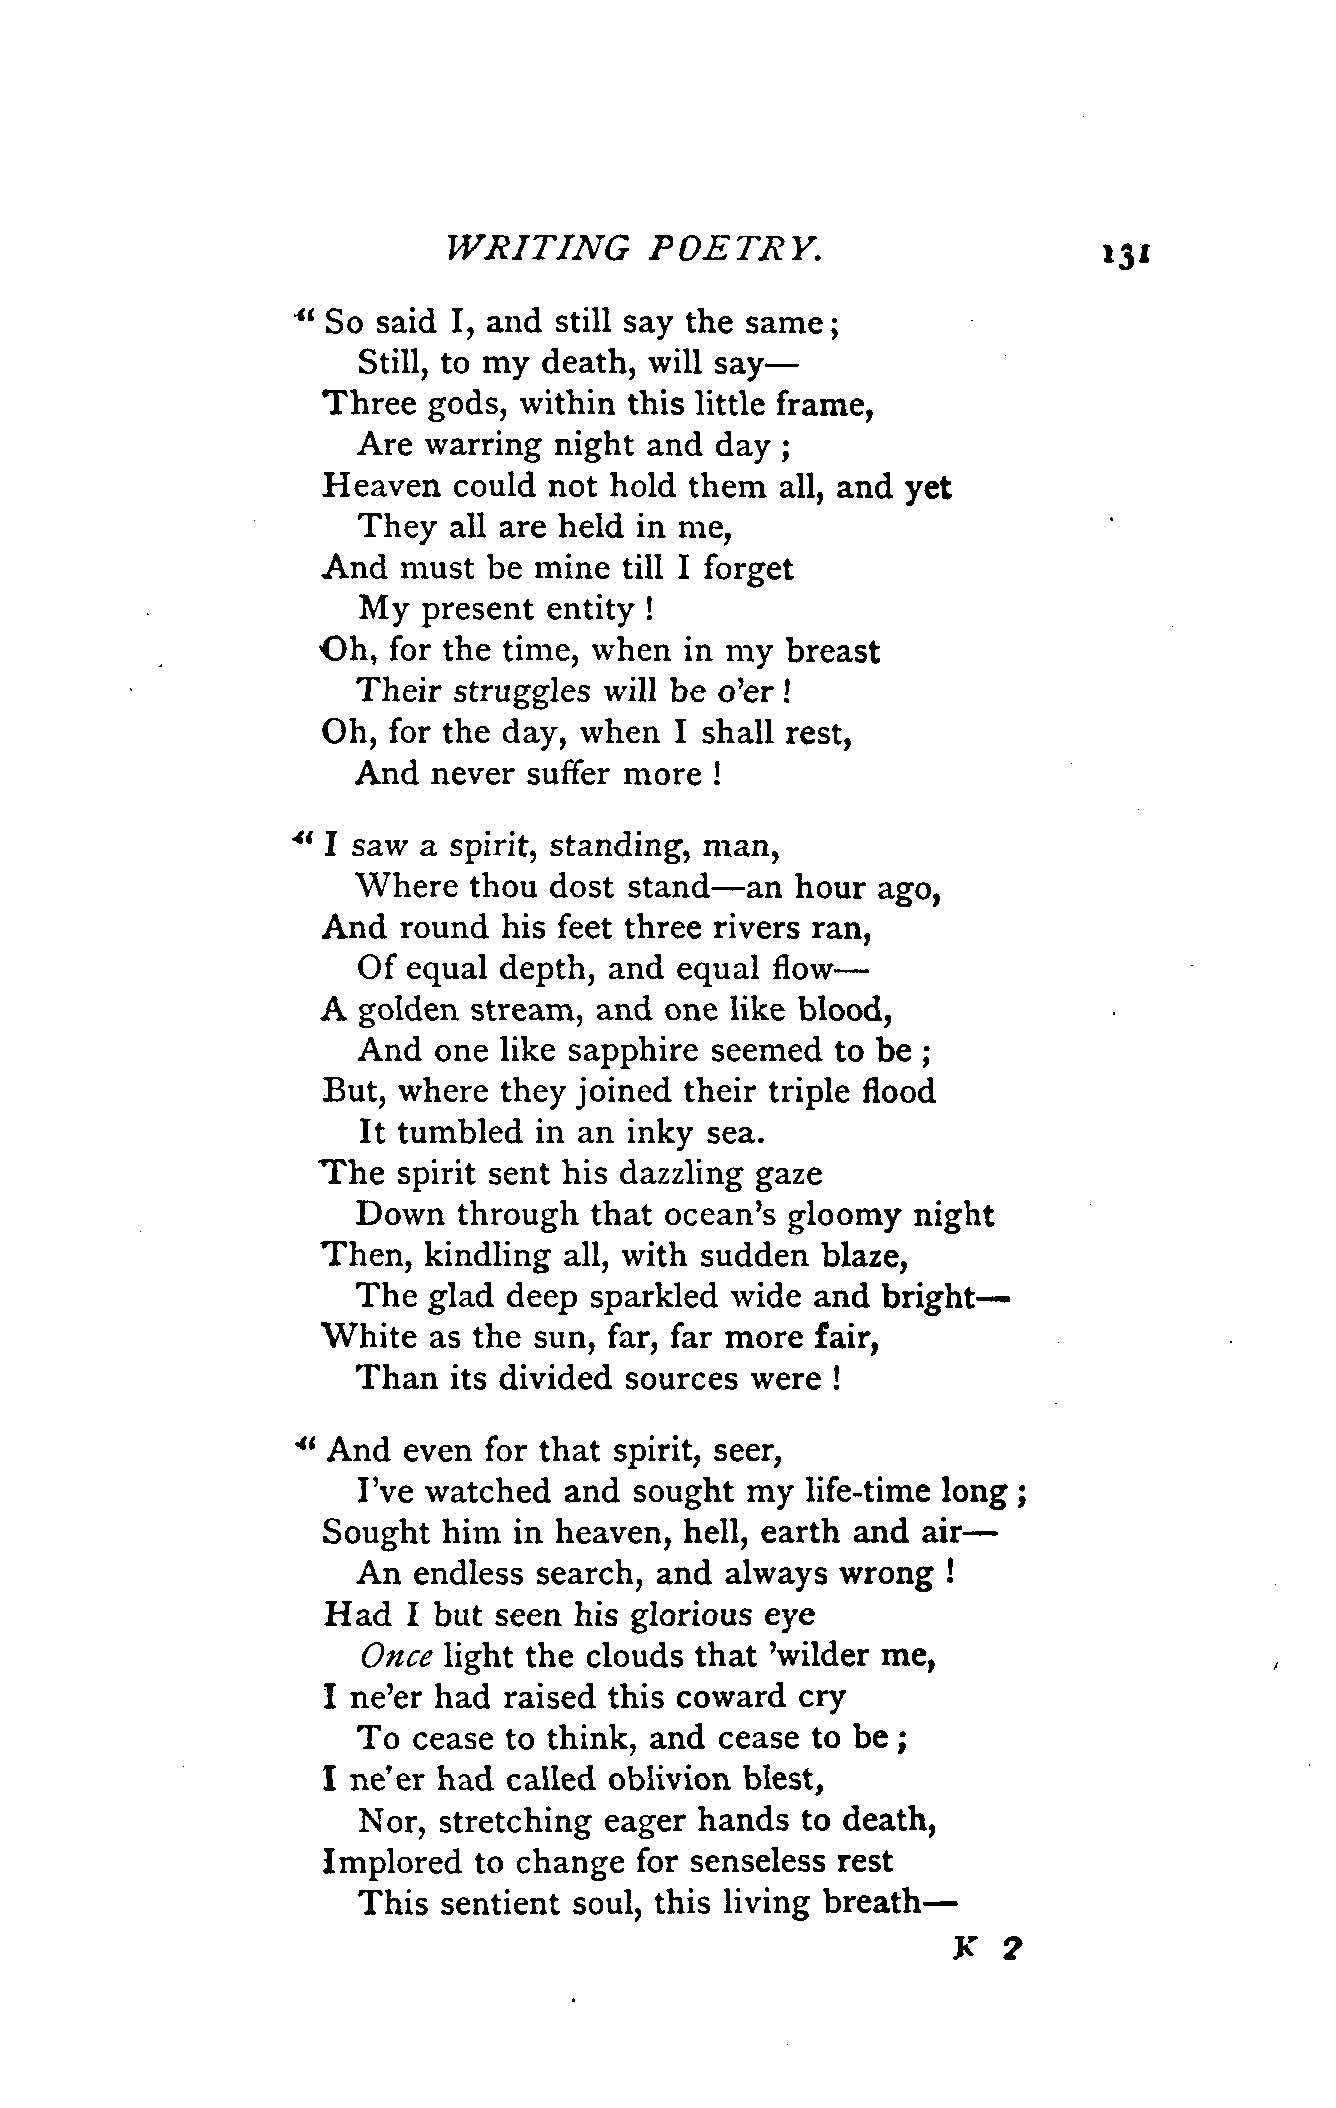 WRITING POETRY. 131
“ So said I, and still say the same ;
Still, to my death, will say—
Three gods, within this little frame,
Are warring night and day ;
Heaven could not hold them all, and yet
They all are held in me,
And must be mine till I forget
My present entity !
Oh, for the time, when in my breast
Their struggles will be o’er !
Oh, for the day, when I shall rest,
And never suffer more !
“ I saw a spirit, standing, man,
Where thou dost stand—an hour ago,
And round his feet three rivers ran,
Of equal depth, and equal flow—
A golden stream, and one like blood,
And one like sapphire seemed to be ;
But, where they joined their triple flood
It tumbled in an inky sea.
The spirit sent his dazzling gaze
Down through that ocean’s gloomy night
Then, kindling all, with sudden blaze,
The glad deep sparkled wide and bright—
White as the sun, far, far more fair,
Than its divided sources were !
“ And even for that spirit, seer,
I’ve watched and sought my life-time long ;
Sought him in heaven, hell, earth and air—
An endless search, and always wrong !
Had I but seen his glorious eye
Once light the clouds that ’wilder me,
I ne’er had raised this coward cry
To cease to think, and cease to be ;
I ne’er had called oblivion blest,
Nor, stretching eager hands to death,
Implored to change for senseless rest
This sentient soul, this living breath—
K 2